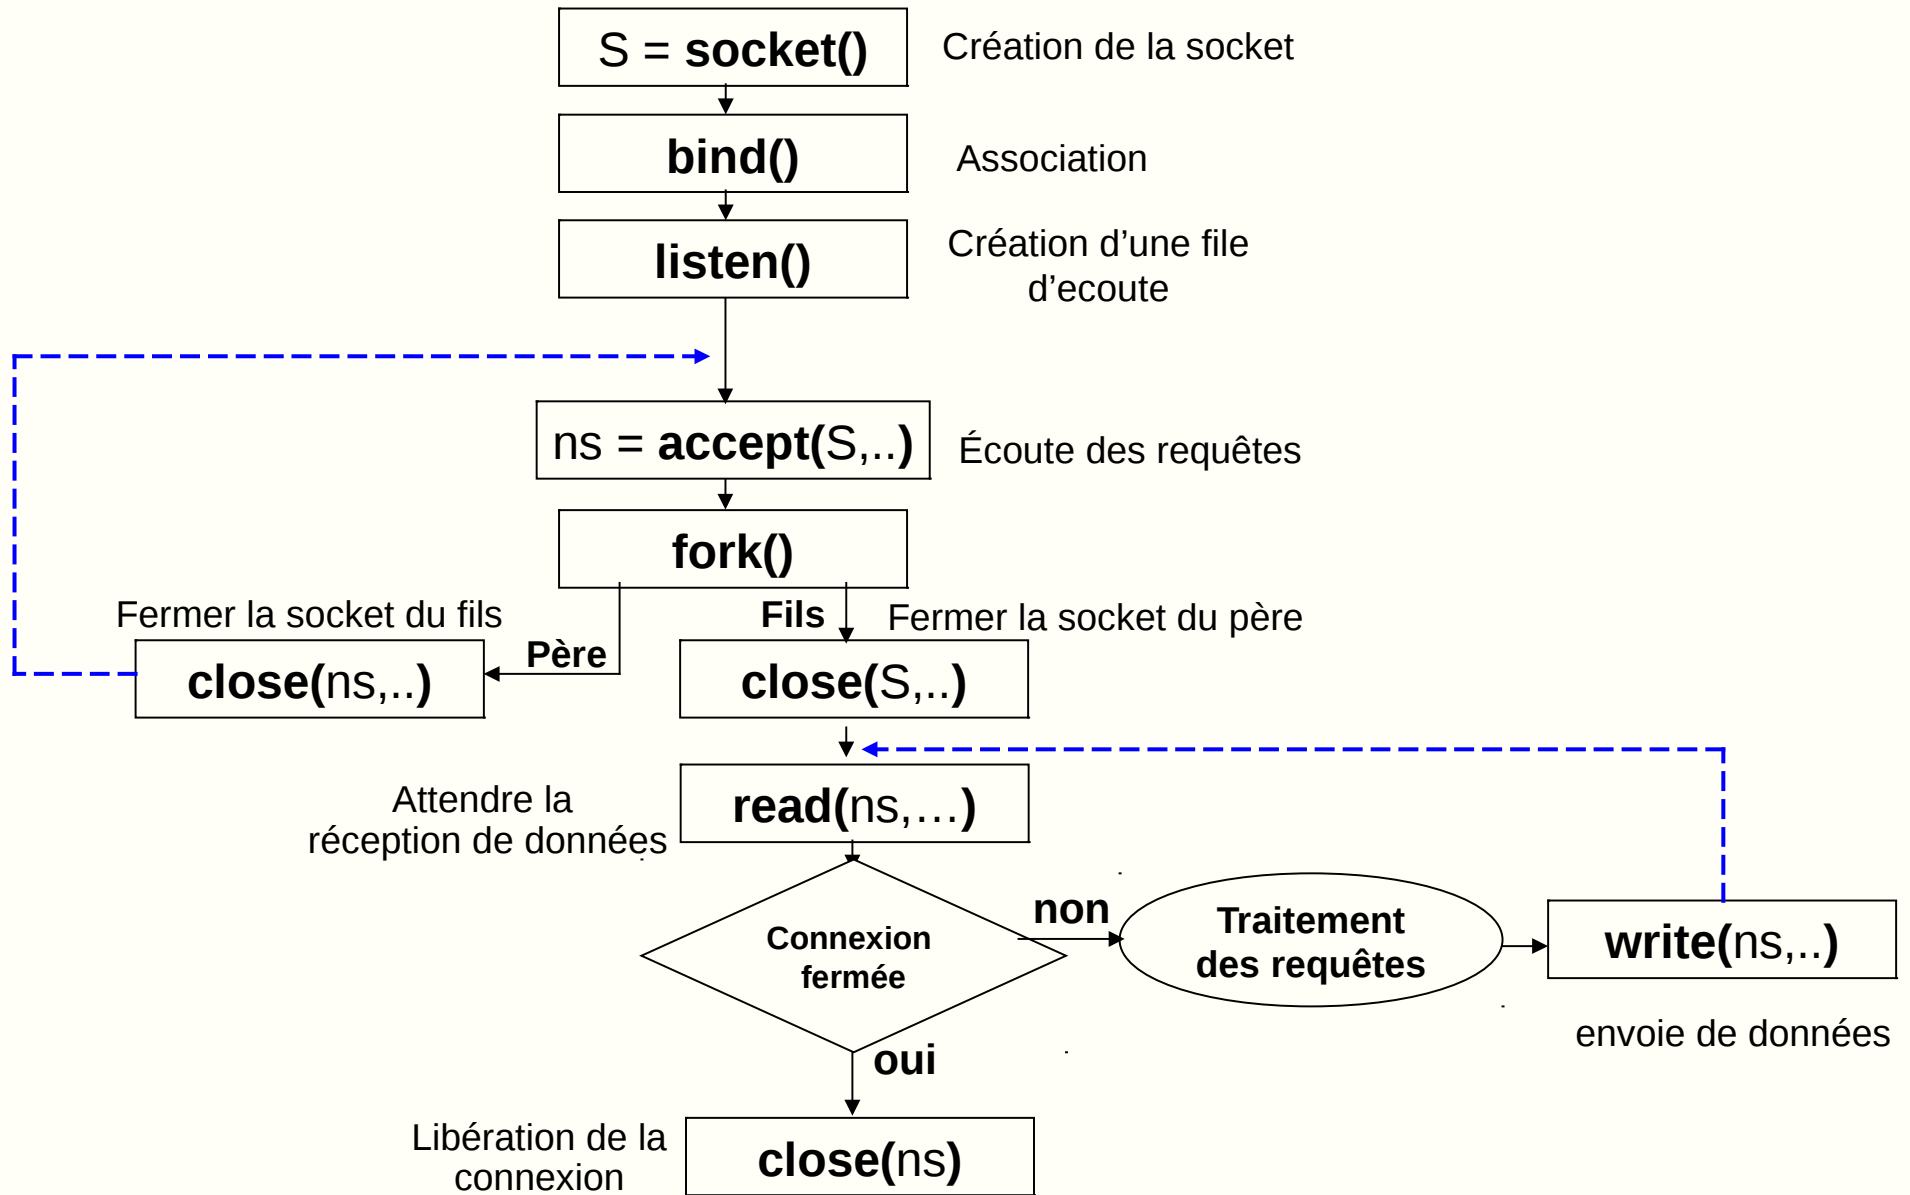 S = socket()
Création de la socket
bind()
Association
listen()
Création d’une file
d’ecoute
ns = accept(S,..)
Écoute des requêtes
fork()
Fermer la socket du fils
Père
close(ns,..)
Fils
Fermer la socket du père
close(S,..)
Attendre la
réception de données
read(ns,…)
Connexion
fermée
non
Traitement
des requêtes
write(ns,..)
envoie de données
oui
Libération de la
connexion
close(ns)